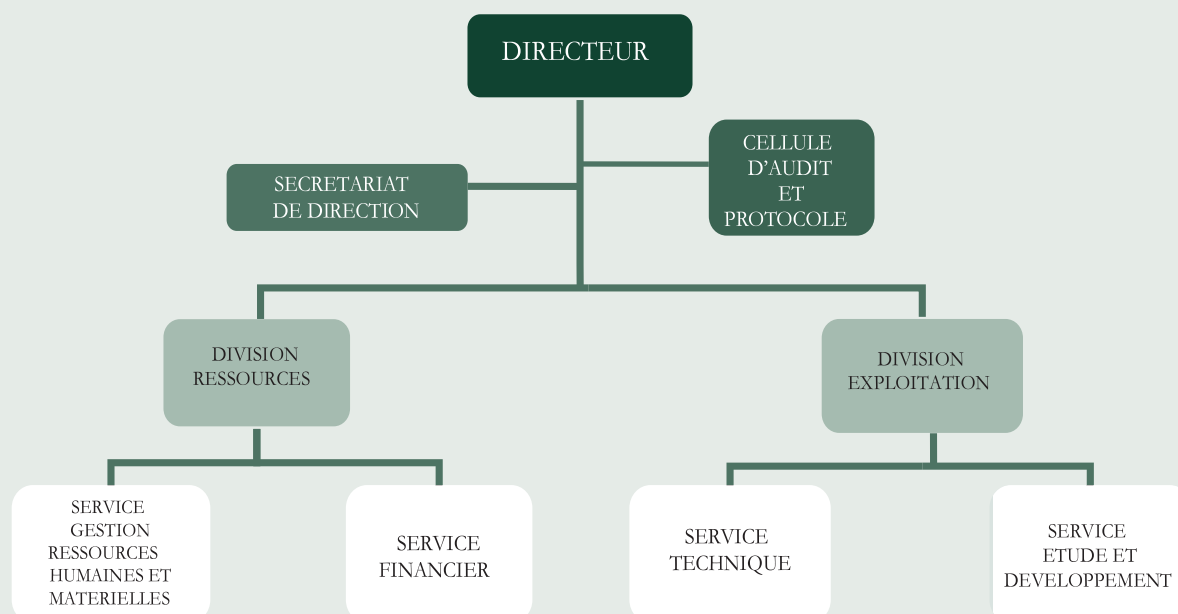 DIRECTEUR
CELLULE
D’AUDIT
ET
PROTOCOLE
SECRETARIAT
DE DIRECTION
DIVISION
RESSOURCES
DIVISION
EXPLOITATION
SERVICE
GESTION
RESSOURCES
HUMAINES ET
MATERIELLES
SERVICE
FINANCIER
SERVICE
TECHNIQUE
SERVICE
ETUDE ET
DEVELOPPEMENT